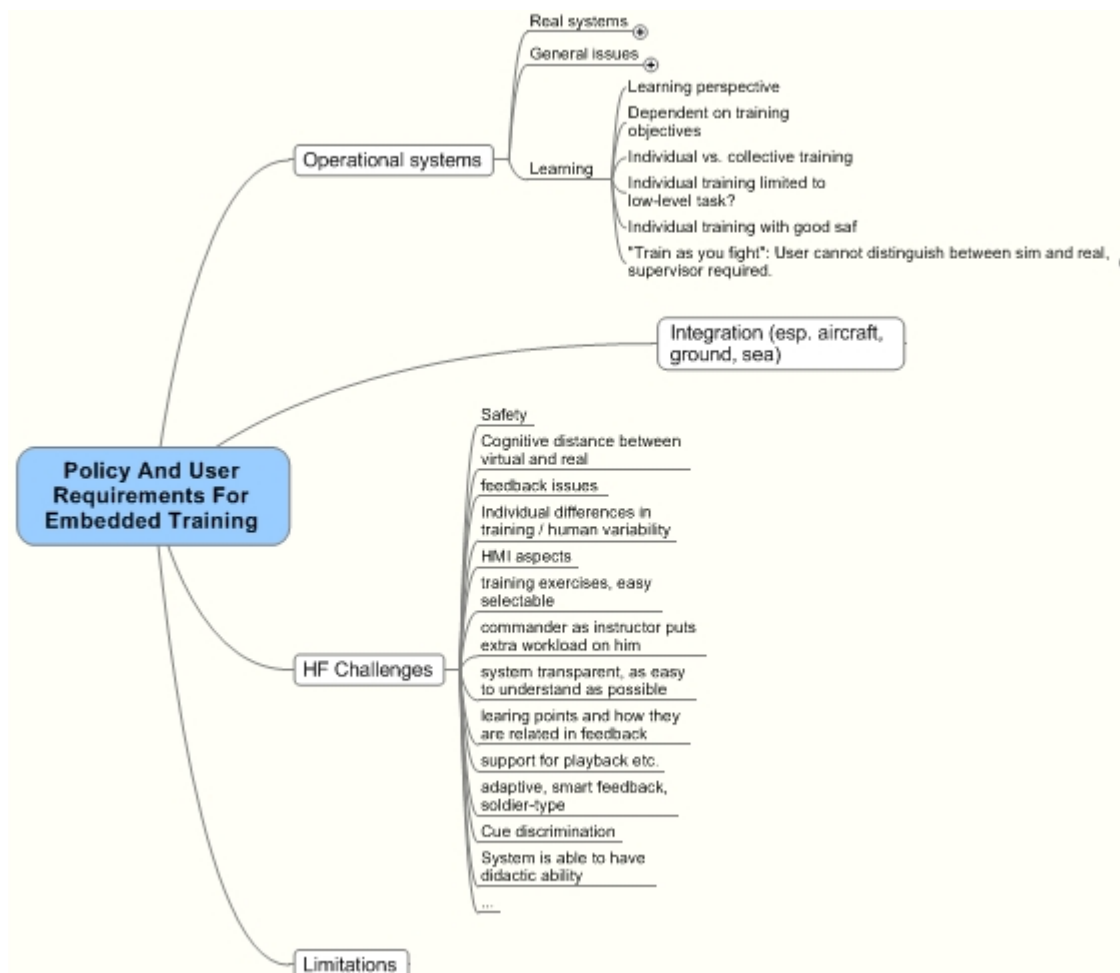 Real systems
General issues
Learning perspective
Dependent on training
objectives
Operational systems
Individual vs. collective training
Learning
Individual training limited to
low-level task?
Individual training with good saf
"Train as you fight": User cannot distinguish between sim and real,
supervisor required.
Integration (esp. aircraft,
ground, sea)
Policy And User
Requirements For
Embedded Training
Safety
Cognitive distance between
virtual and real
feedback issues
Individual differences in
training / human variability
HMI aspects
training exercises, easy
selectable
commander as instructor puts
extra workload on him
HF Challenges
system transparent, as easy
to understand as possible
learing points and how they
are related in feedback
support for playback etc.
adaptive, smart feedback,
soldier-type
Cue discrimination
System is able to have
didactic ability
...
Limitations